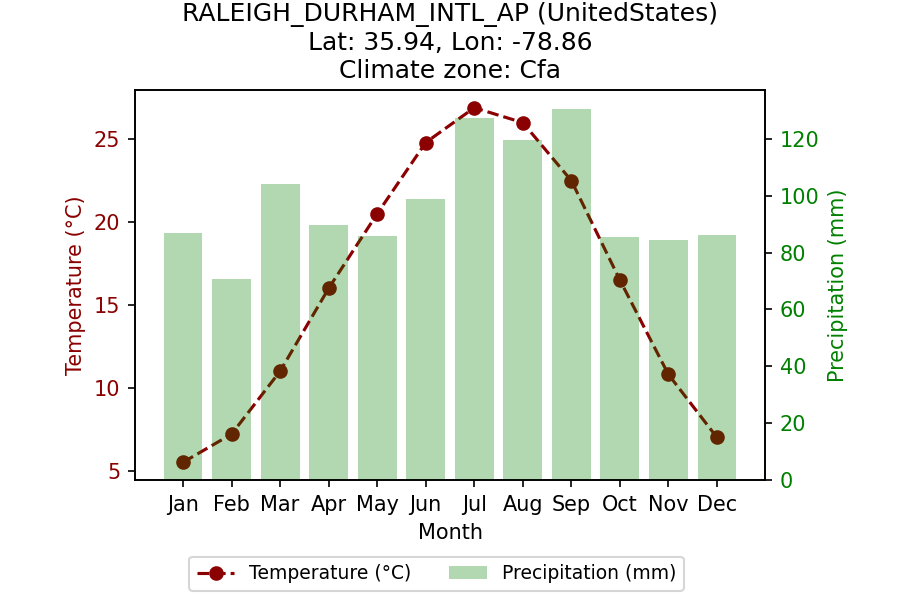 RALEIGH_DURHAM_INTL_AP (UnitedStates)
Lat: 35.94, Lon: -78.86
Climate zone: Cfa
25
20
15
10
5
Temperature (°C)
120
100
80
60
40
20
0
Precipitation (mm)
Jan Feb Mar Apr May Jun Jul Aug Sep Oct Nov Dec
Month
Temperature (°C) Precipitation (mm)